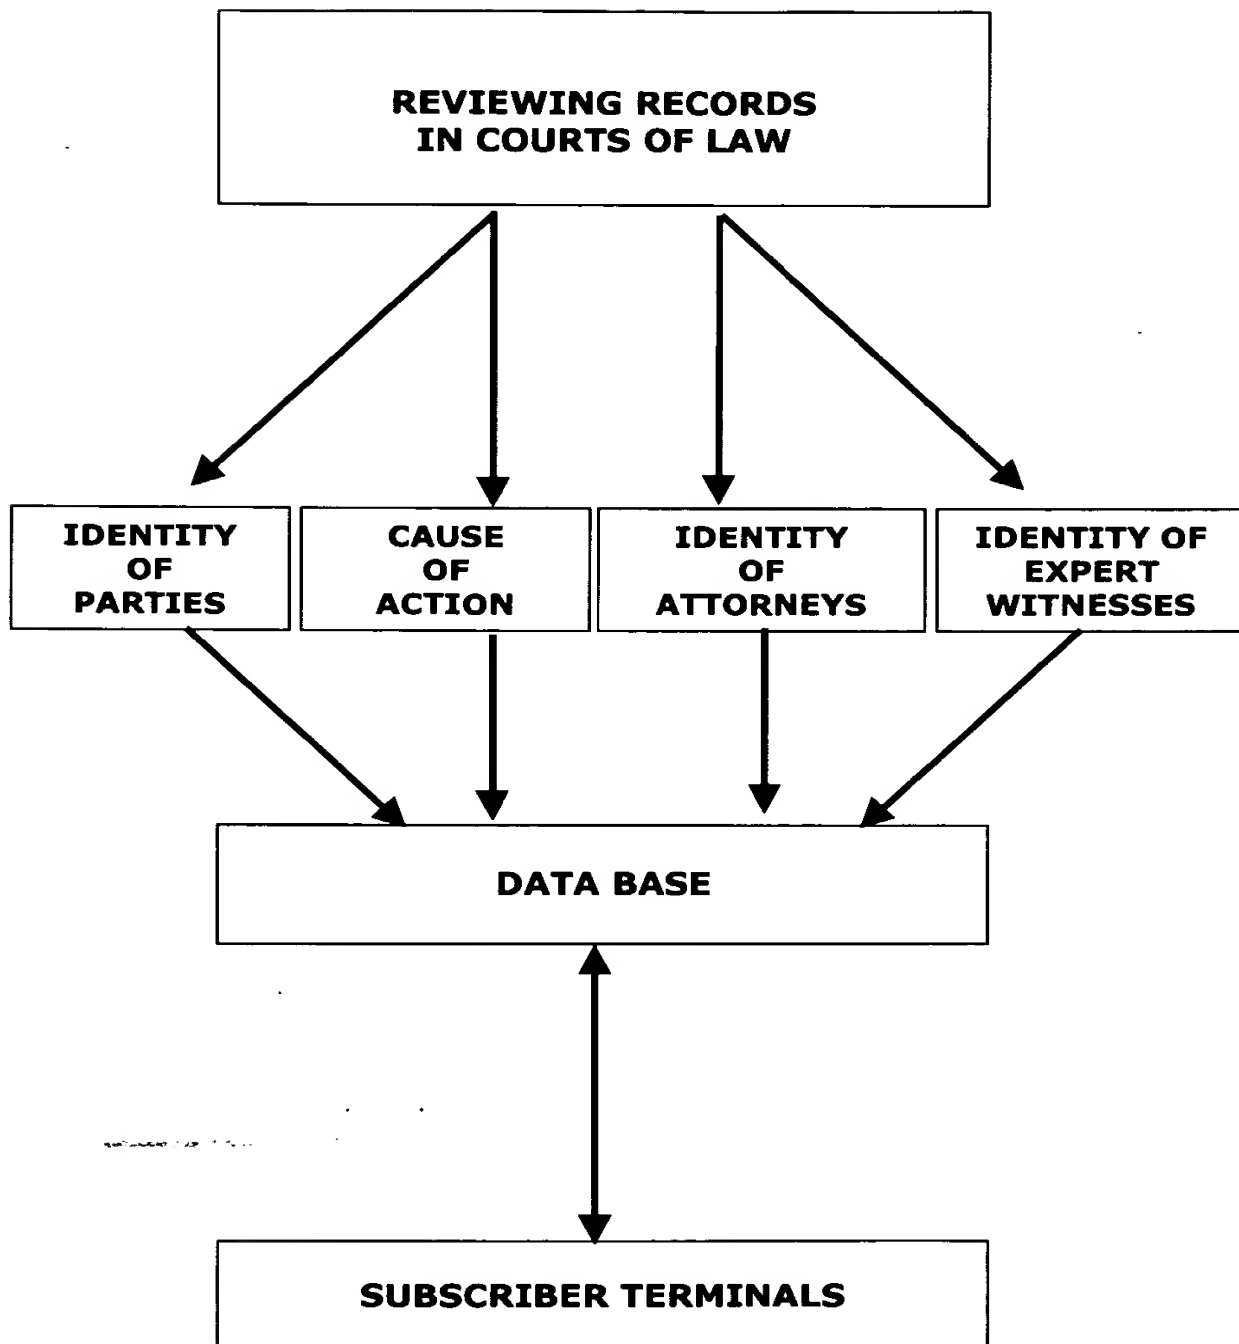 REVIEWING RECORDS
IN COURTS OF LAW
IDENTITY
OF
PARTIES
CAUSE
OF
ACTION
IDENTITY
OF
ATTORNEYS
IDENTITY OF
EXPERT
WITNESSES
DATA BASE
SUBSCRIBER TERMINALS